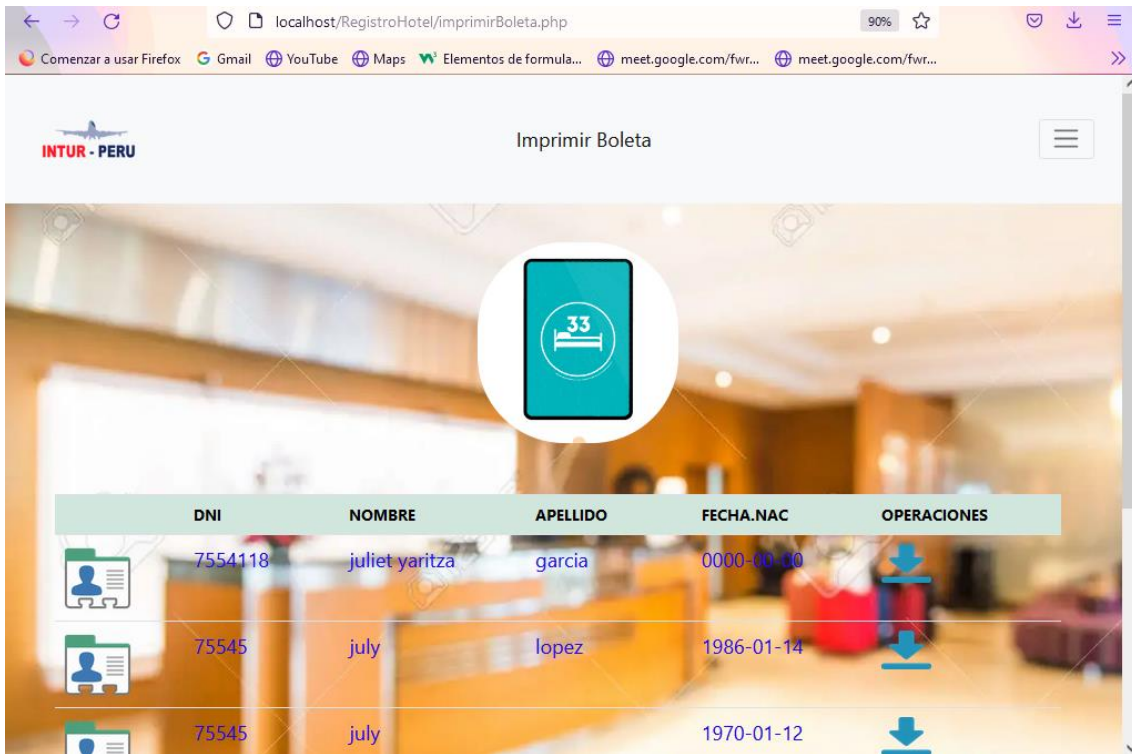 localhost/RegistroHotel/imprimirBoleta.php 90%
Comenzar a usar Firefox Gmail YouTube Maps Elementos de formula... meet.google.com/fwr... meet.google.com/fwr...
INTUR - PERU
Imprimir Boleta
33
DNI NOMBRE APELLIDO FECHA.NAC OPERACIONES
7554118 juliet yaritza garcia 0000-00-00
75545 july lopez 1986-01-14
75545 july 1970-01-12